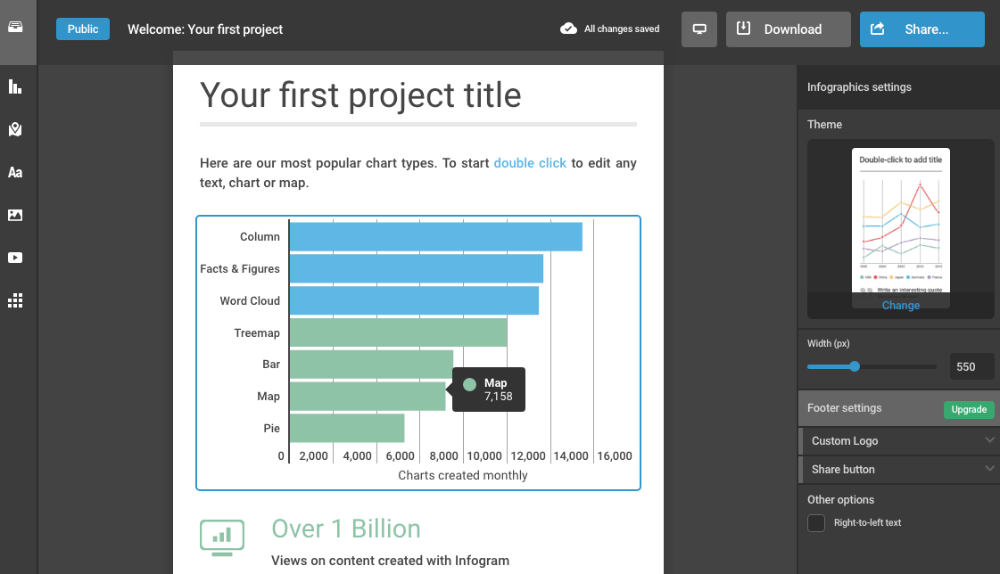 Public
Welcome: Your first project
All changes saved
Download
Share...
Aa
Your first project title
Here are our most popular chart types. To start double click to edit any
text, chart or map.
Column
Facts & Figures
Word Cloud
Treemap
Bar
Map
Pie
Map
7,158
0 2,000 4,000 6,000 8,000 10,000 12,000 14,000 16,000
Charts created monthly
Over 1 Billion
Views on content created with Infogram
Infographics settings
Theme
Double-click to add title
Write an interesting quote
Change
Width (px)
550
Footer settings
Upgrade
Custom Logo
Share button
Other options
Right-to-left text